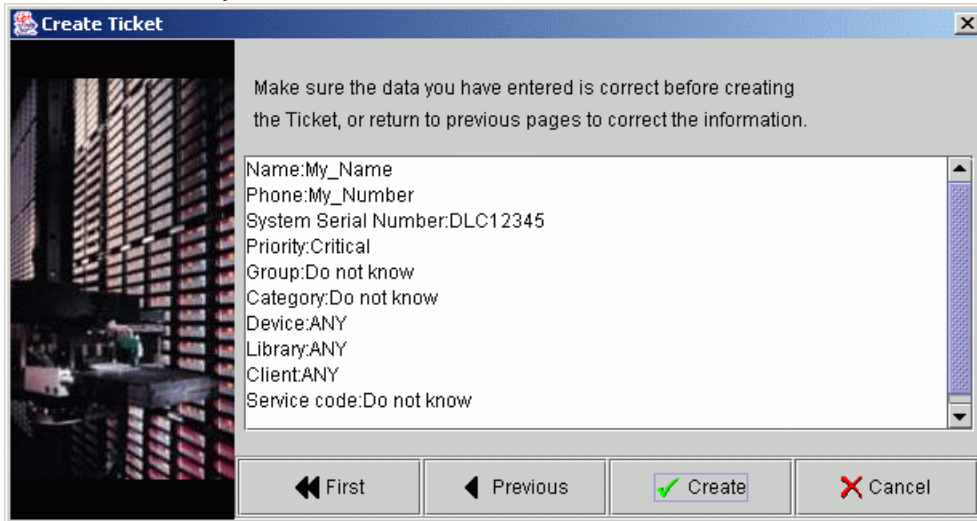 Create Ticket
Make sure the data you have entered is correct before creating
the Ticket, or return to previous pages to correct the information.
Name:My_Name
Phone:My_Number
System Serial Number:DLC12345
Priority:Critical
Group:Do not know
Category:Do not know
Device:ANY
Library:ANY
Client:ANY
Service code:Do not know
First
Previous
Create
Cancel